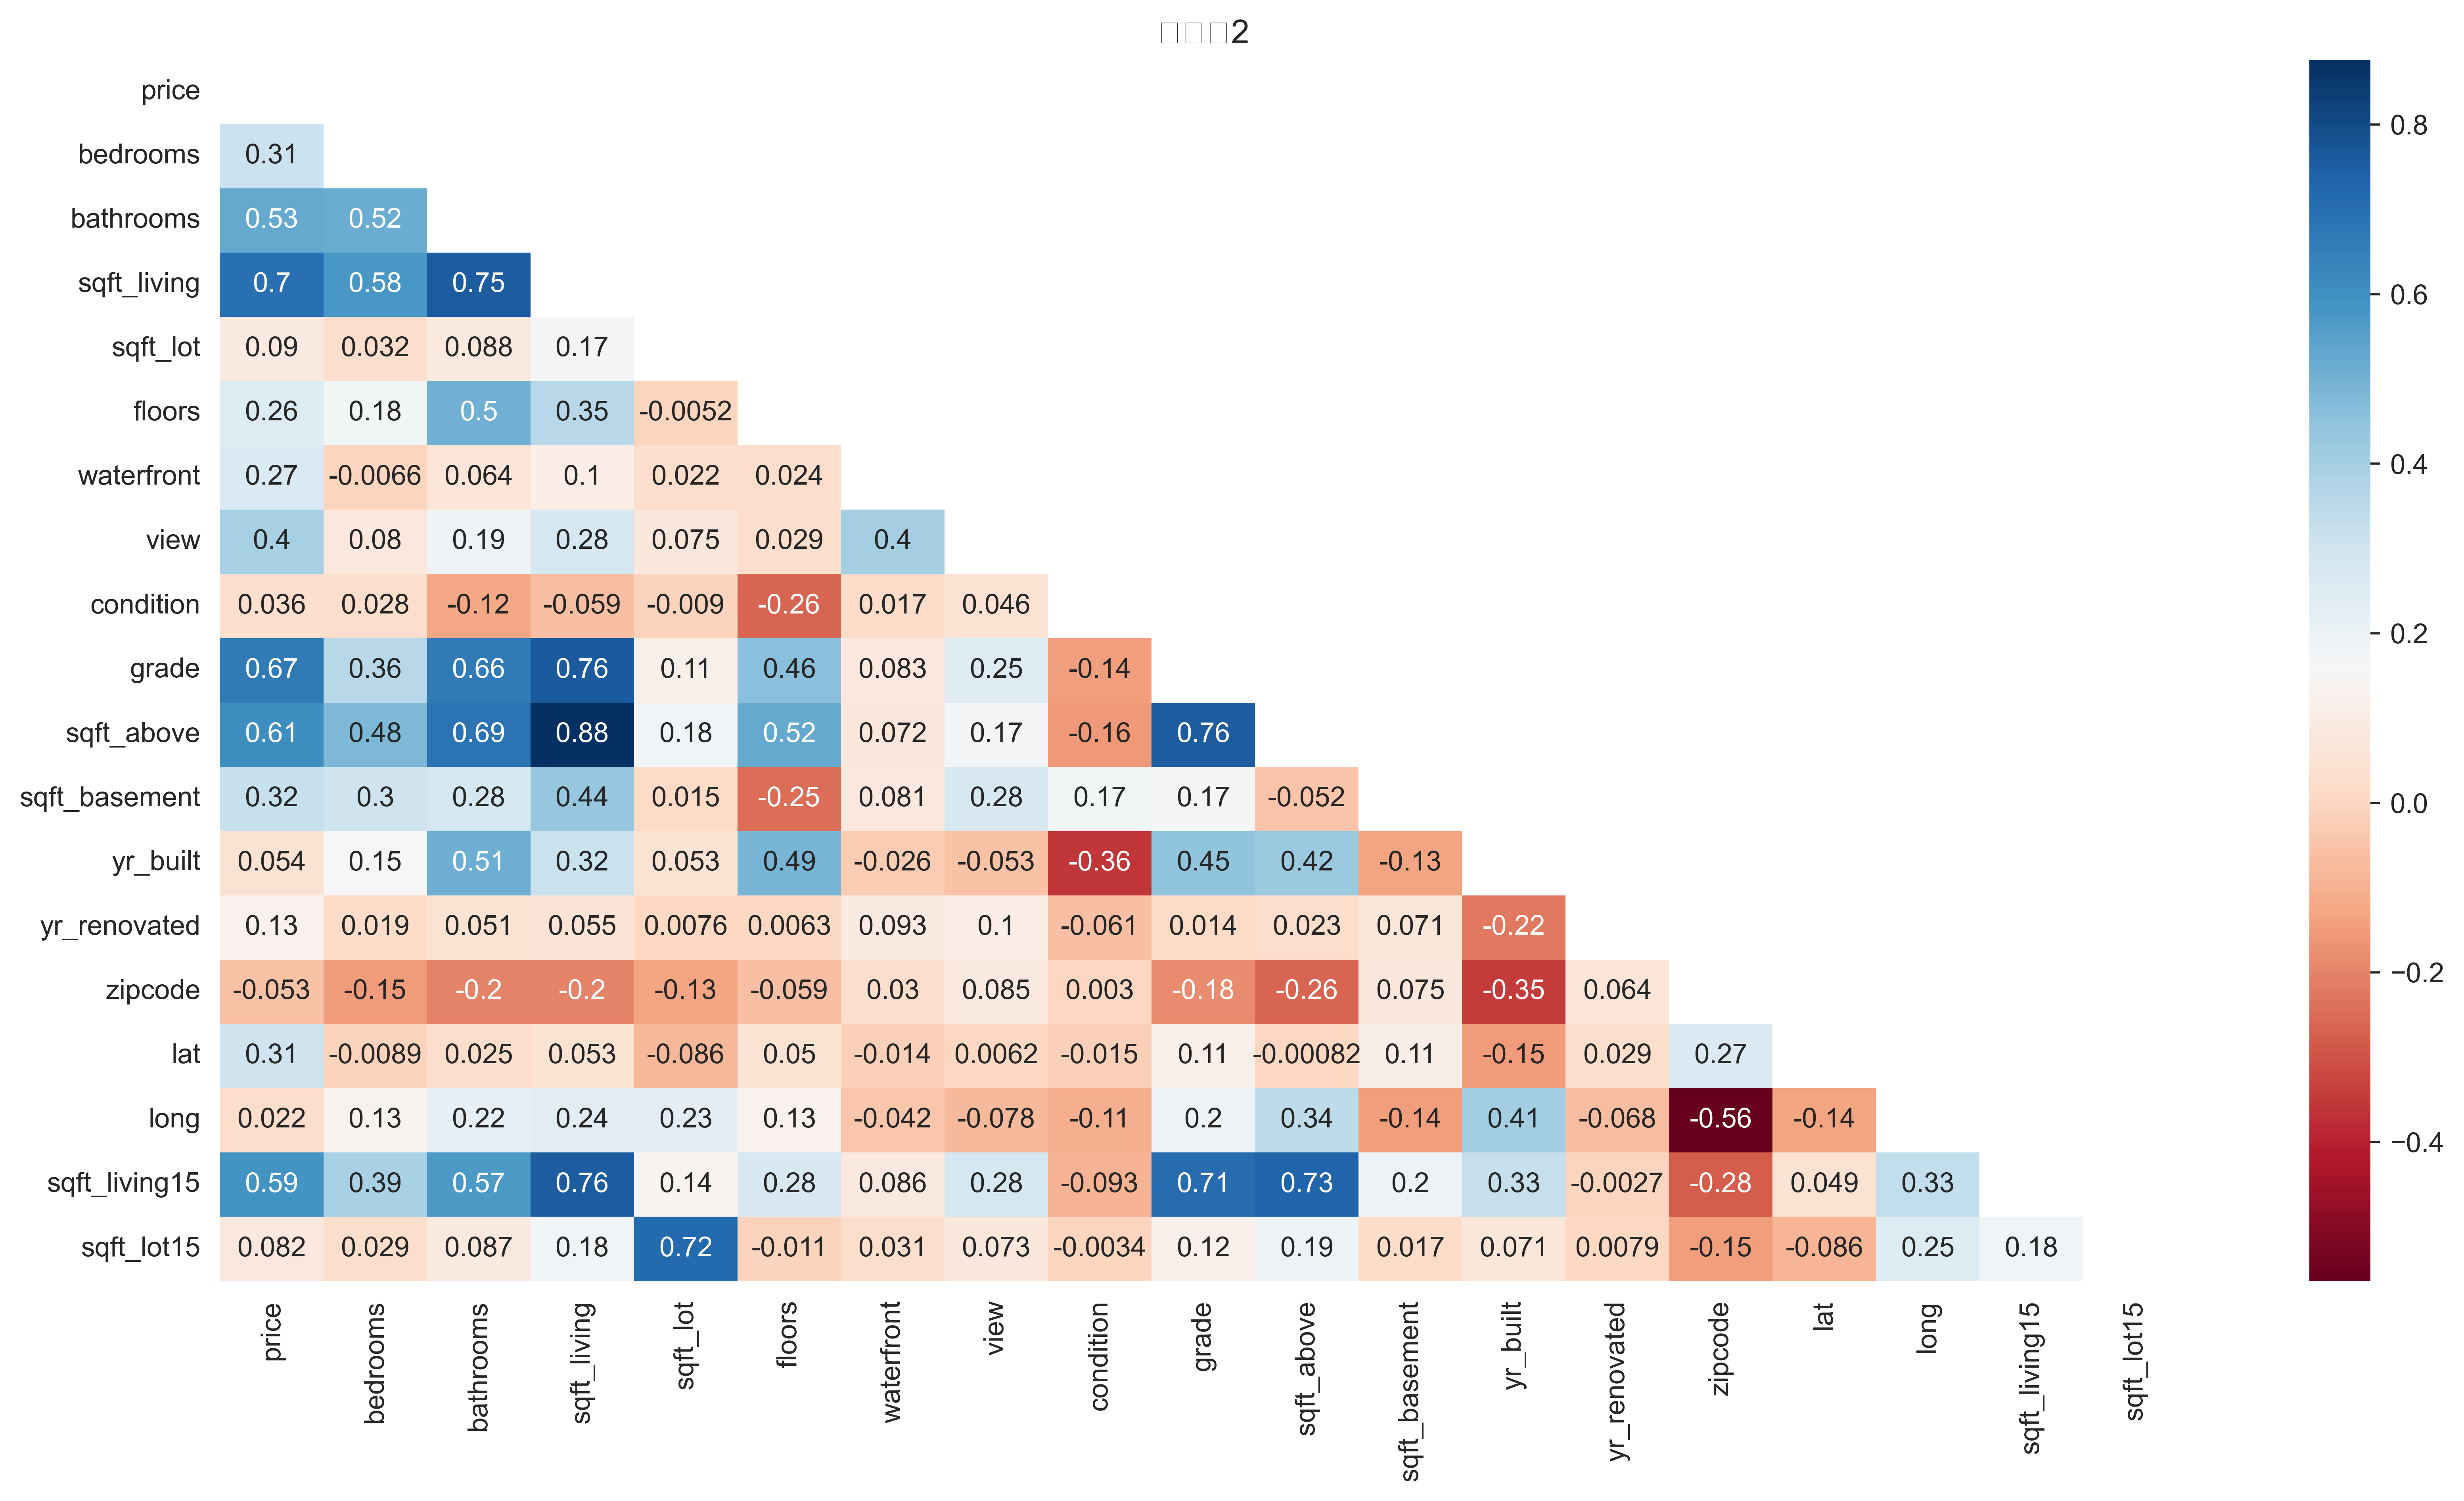 2
price
bedrooms 0.31
bathrooms 0.53 0.52
sqft_living 0.7 0.58 0.75
sqft_lot 0.09 0.032 0.088 0.17
floors 0.26 0.18 0.5 0.35 -0.0052
waterfront 0.27 -0.0066 0.064 0.1 0.022 0.024
view 0.4 0.08 0.19 0.28 0.075 0.029 0.4
condition 0.036 0.028 -0.12 -0.059 -0.009 -0.26 0.017 0.046
grade 0.67 0.36 0.66 0.76 0.11 0.46 0.083 0.25 -0.14
sqft_above 0.61 0.48 0.69 0.88 0.18 0.52 0.072 0.17 -0.16 0.76
sqft_basement 0.32 0.3 0.28 0.44 0.015 -0.25 0.081 0.28 0.17 0.17 -0.052
yr_built 0.054 0.15 0.51 0.32 0.053 0.49 -0.026 -0.053 -0.36 0.45 0.42 -0.13
yr_renovated 0.13 0.019 0.051 0.055 0.0076 0.0063 0.093 0.1 -0.061 0.014 0.023 0.071 -0.22
zipcode -0.053 -0.15 -0.2 -0.2 -0.13 -0.059 0.03 0.085 0.003 -0.18 -0.26 0.075 -0.35 0.064
lat 0.31 -0.0089 0.025 0.053 -0.086 0.05 -0.014 0.0062 -0.015 0.11 -0.00082 0.11 -0.15 0.029 0.27
long 0.022 0.13 0.22 0.24 0.23 0.13 -0.042 -0.078 -0.11 0.2 0.34 -0.14 0.41 -0.068 -0.56 -0.14
sqft_living15 0.59 0.39 0.57 0.76 0.14 0.28 0.086 0.28 -0.093 0.71 0.73 0.2 0.33 -0.0027 -0.28 0.049 0.33
sqft_lot15 0.082 0.029 0.087 0.18 0.72 -0.011 0.031 0.073 -0.0034 0.12 0.19 0.017 0.071 0.0079 -0.15 -0.086 0.25 0.18
price bedrooms bathrooms sqft_living sqft_lot floors waterfront view condition grade sqft_above sqft_basement yr_built yr_renovated zipcode lat long sqft_living15 sqft_lot15
0.8
0.6
0.4
0.2
0.0
−0.2
−0.4